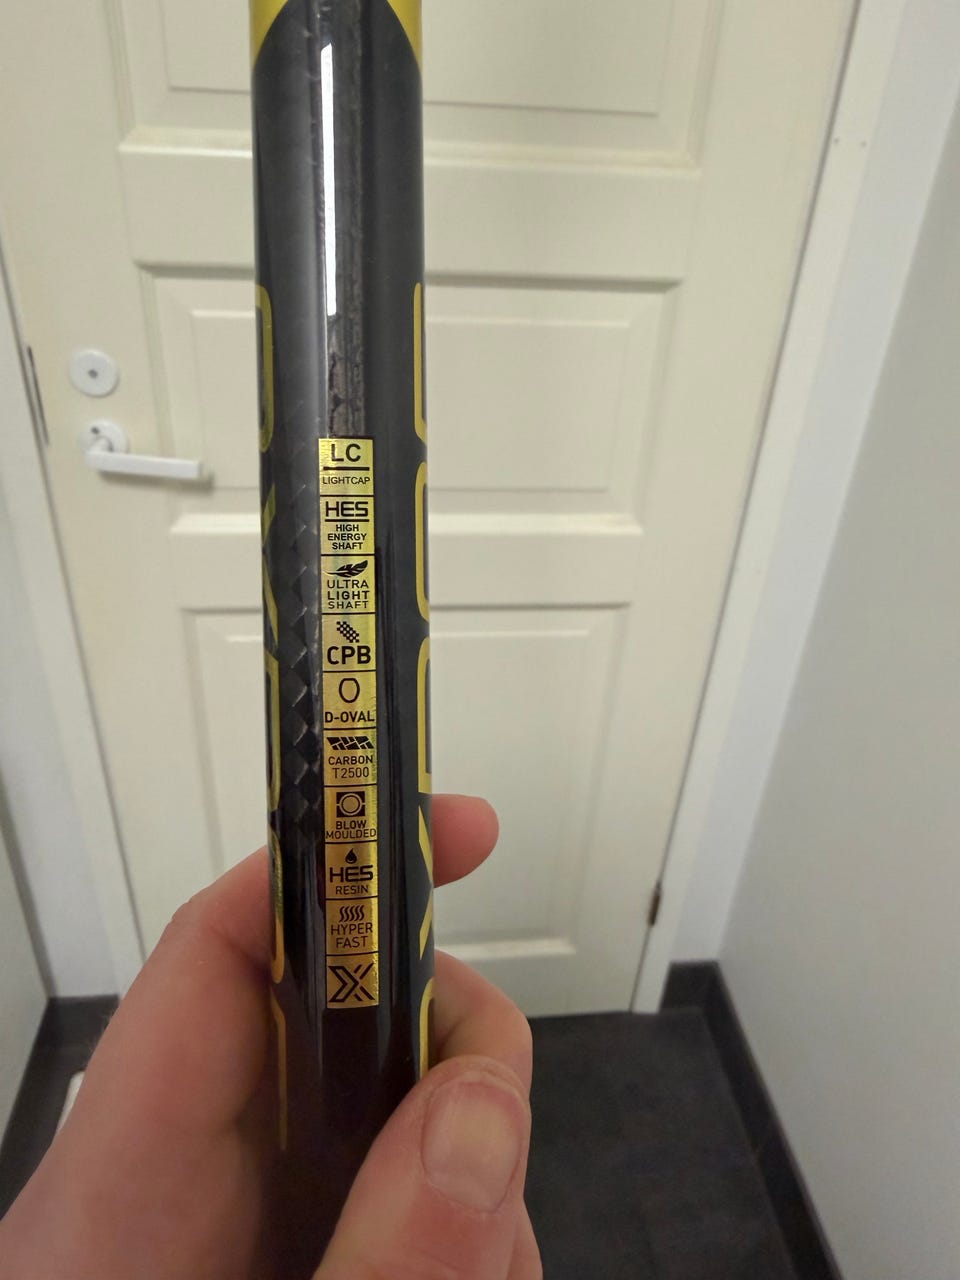 LC
LIGHTCAP
HES
HIGH
ENERGY
SHAFT
ULTRA
LIGHT
SHAFT
CPB
D-OVAL
CARBON
T2500
BLOW
MOULDED
HES
RESIN
HYPER
FAST
X